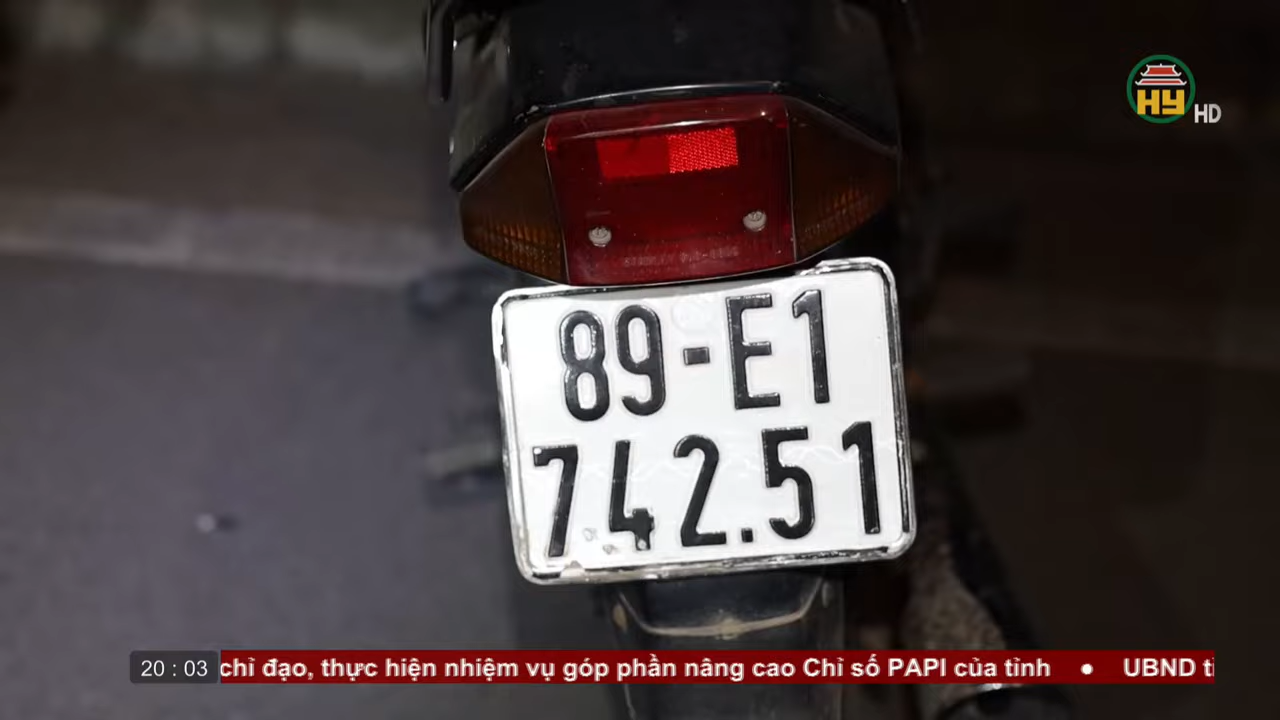 HY HD
89-E1
742.51
20 : 03 chỉ đạo, thực hiện nhiệm vụ góp phần nâng cao Chỉ số PAPI của tỉnh • UBND